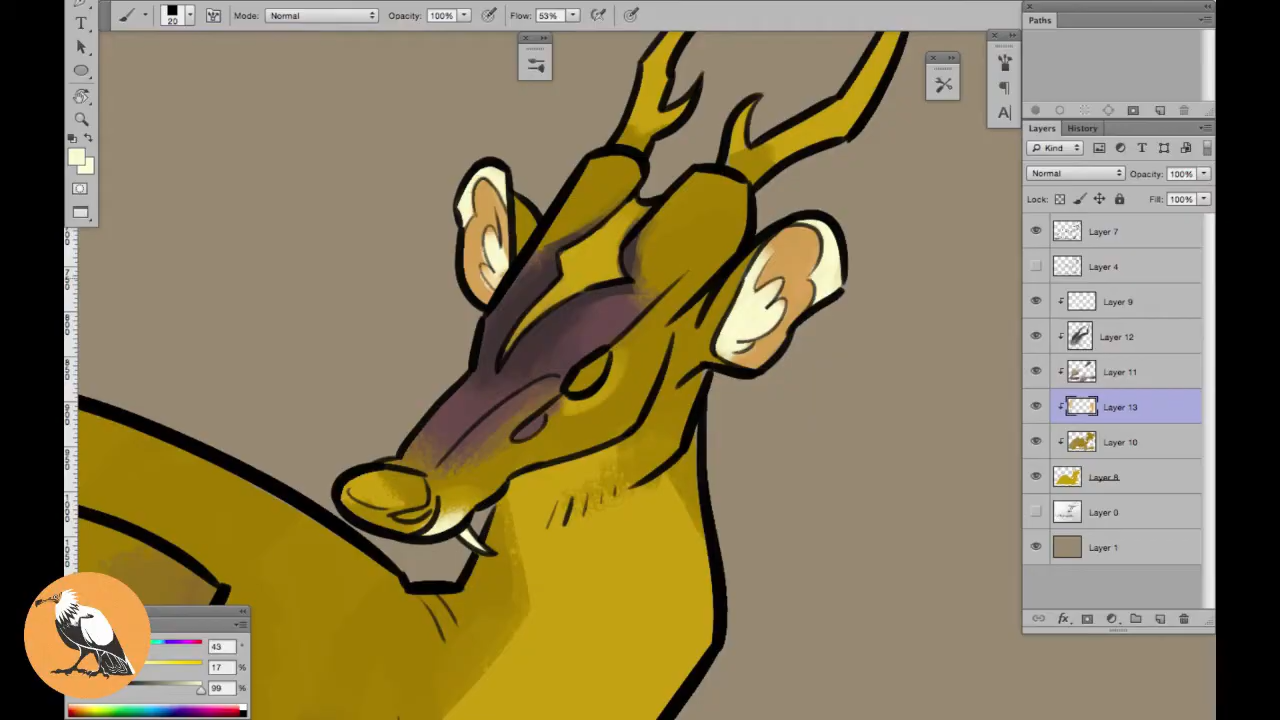 20
Mode: Normal
Opacity: 100%
Flow: 53%
Paths
Layers History
Kind
Normal Opacity: 100%
Lock: Fill: 100%
Layer 7
Layer 4
Layer 9
Layer 12
Layer 11
Layer 13
Layer 10
Layer 8
Layer 0
Layer 1
43 °
17 %
99 %